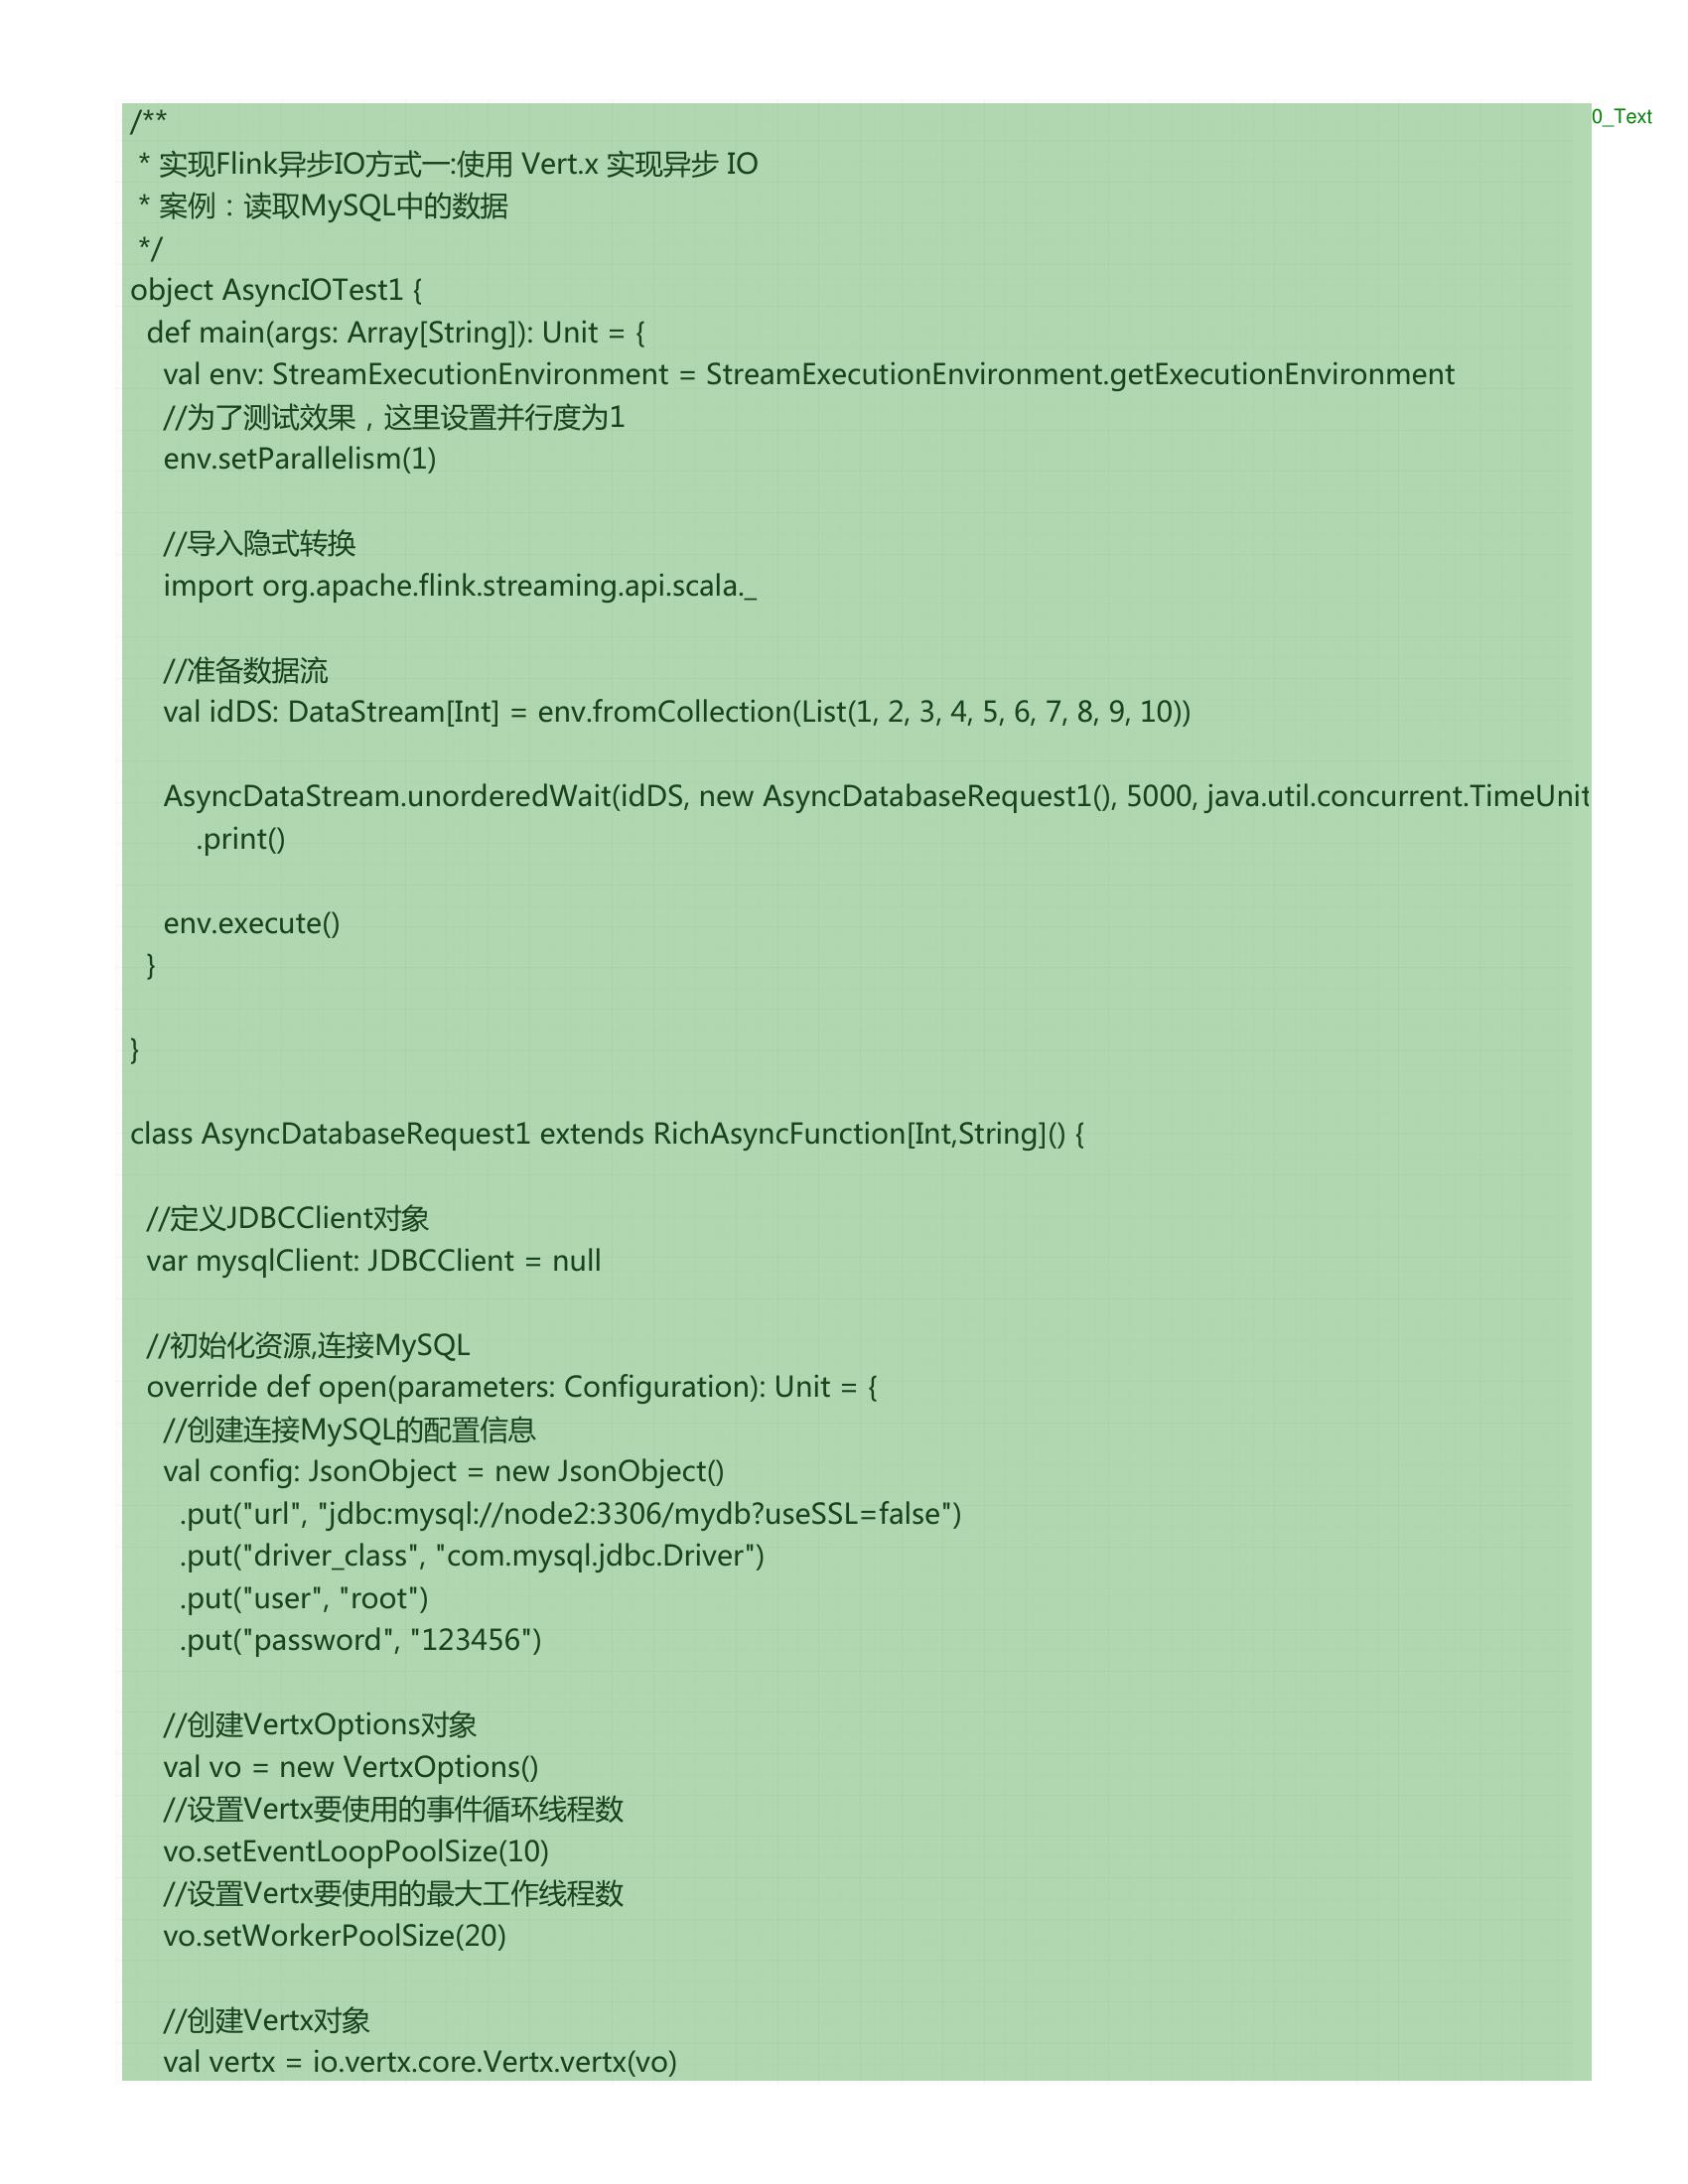 /**
 * 实现Flink异步IO方式一:使用 Vert.x 实现异步 IO
 * 案例：读取MySQL中的数据
 */
object AsyncIOTest1 {
  def main(args: Array[String]): Unit = {
    val env: StreamExecutionEnvironment = StreamExecutionEnvironment.getExecutionEnvironment
    //为了测试效果，这里设置并行度为1
    env.setParallelism(1)
    //导入隐式转换
    import org.apache.flink.streaming.api.scala._
    //准备数据流
    val idDS: DataStream[Int] = env.fromCollection(List(1, 2, 3, 4, 5, 6, 7, 8, 9, 10))
    AsyncDataStream.unorderedWait(idDS, new AsyncDatabaseRequest1(), 5000, java.util.concurrent.TimeUnit
        .print()
    env.execute()
  }
}
class AsyncDatabaseRequest1 extends RichAsyncFunction[Int,String]() {
  //定义JDBCClient对象
  var mysqlClient: JDBCClient = null
  //初始化资源,连接MySQL
  override def open(parameters: Configuration): Unit = {
    //创建连接MySQL的配置信息
    val config: JsonObject = new JsonObject()
      .put("url", "jdbc:mysql://node2:3306/mydb?useSSL=false")
      .put("driver_class", "com.mysql.jdbc.Driver")
      .put("user", "root")
      .put("password", "123456")
    //创建VertxOptions对象
    val vo = new VertxOptions()
    //设置Vertx要使用的事件循环线程数
    vo.setEventLoopPoolSize(10)
    //设置Vertx要使用的最大工作线程数
    vo.setWorkerPoolSize(20)
    //创建Vertx对象
    val vertx = io.vertx.core.Vertx.vertx(vo)
0_Text